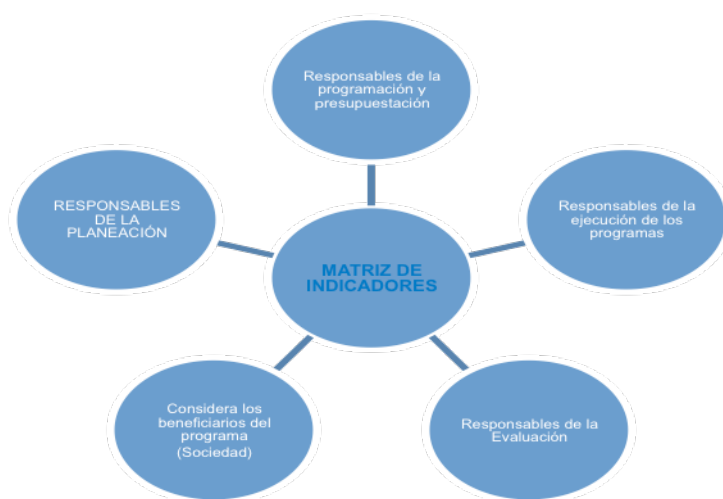 Responsables de la
programación y
presupuestación
RESPONSABLES
DE LA
PLANEACIÓN
Responsables de la
ejecución de los
programas
MATRIZ DE
INDICADORES
Considera los
beneficiarios del
programa
(Sociedad)
Responsables de la
Evaluación